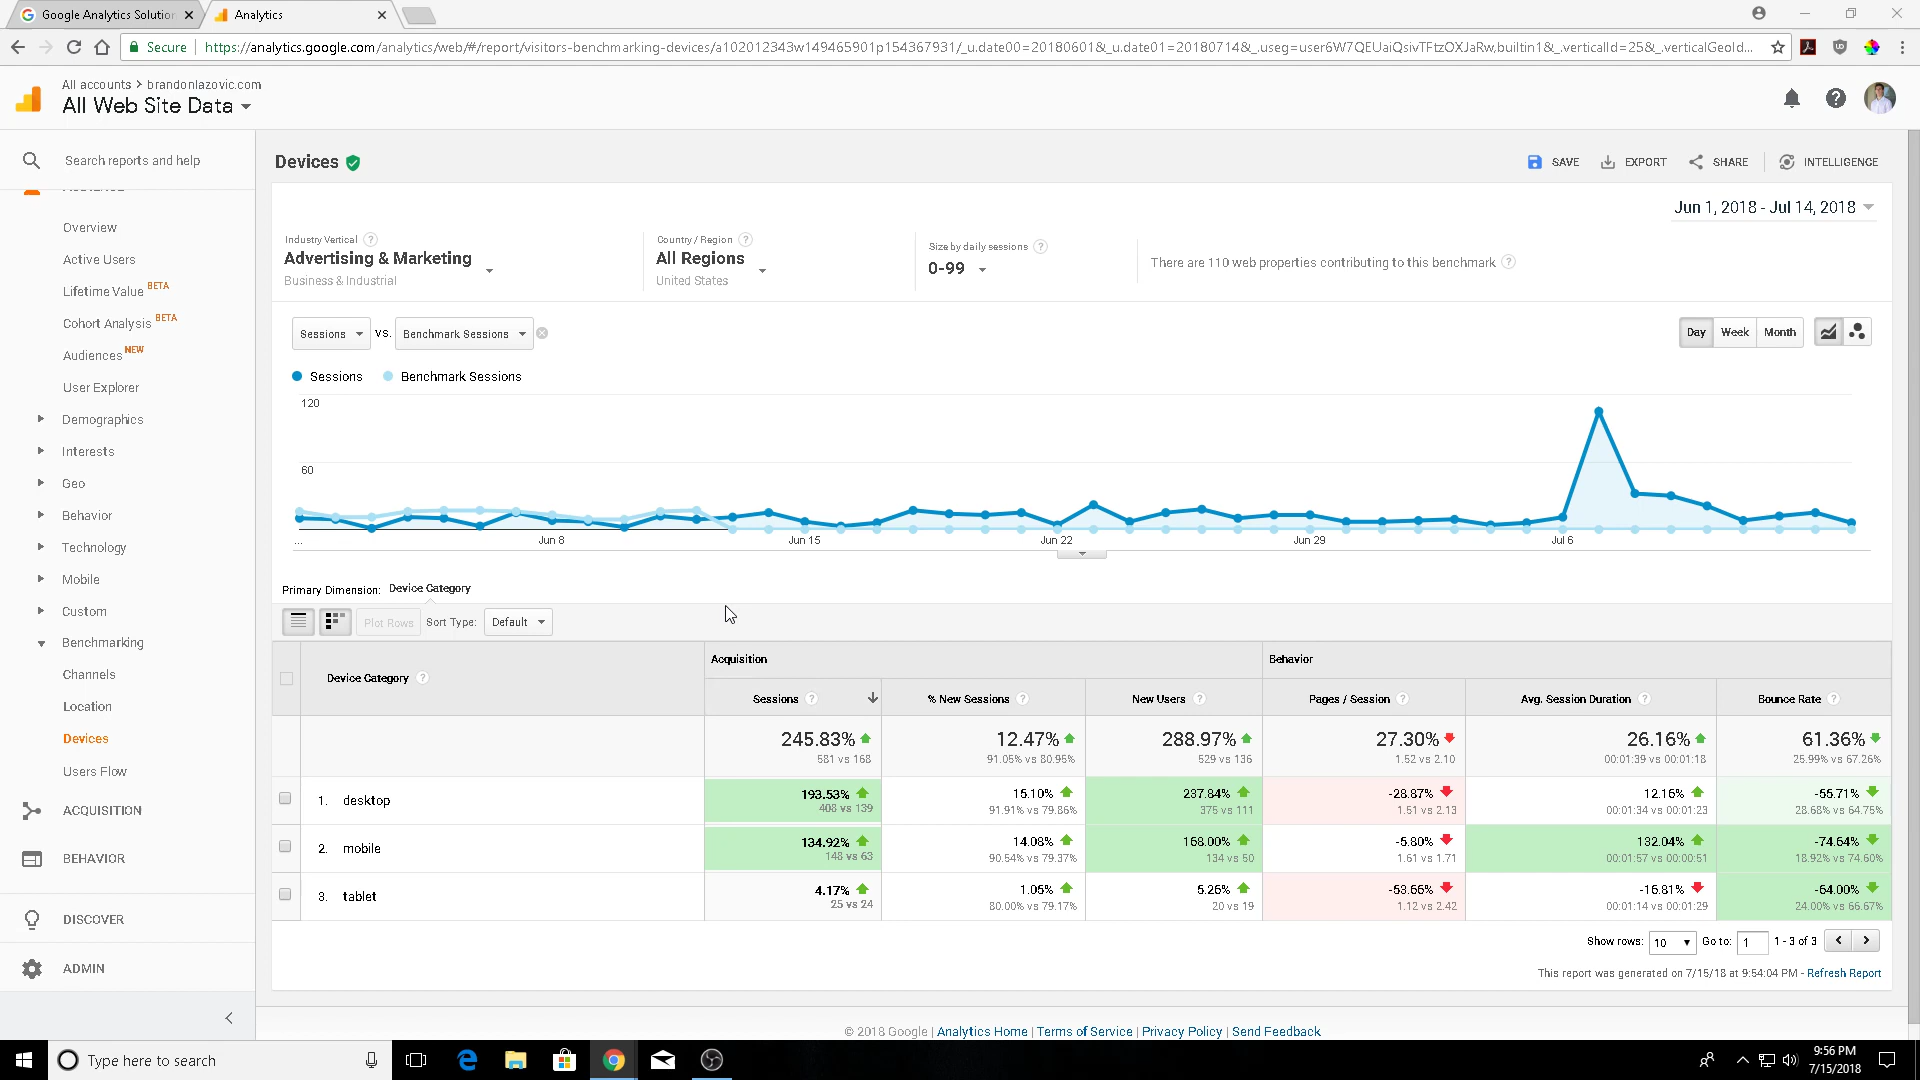 Google Analytics Solution
Analytics
Secure
https://analytics.google.com/analytics/web/#/report/visitors-benchmarking-devices/a102012343w149465901p154367931/_u.date00=20180601&_u.date01=20180714&_.useg=user6W7QEUaiQsivTFtzOXJaRw,builtin1&_.verticalId=25&_.verticalGeoId...
All accounts > brandonlazovic.com
All Web Site Data
Search reports and help
Overview
Active Users
Lifetime Value BETA
Cohort Analysis BETA
Audiences NEW
User Explorer
Demographics
Interests
Geo
Behavior
Technology
Mobile
Custom
Benchmarking
Channels
Location
Devices
Users Flow
ACQUISITION
BEHAVIOR
DISCOVER
ADMIN
Devices
SAVE
EXPORT
SHARE
INTELLIGENCE
Jun 1, 2018 - Jul 14, 2018
Industry Vertical ?
Advertising & Marketing
Business & Industrial
Country / Region ?
All Regions
United States
Size by daily sessions ?
0-99
There are 110 web properties contributing to this benchmark ?
Sessions vs. Benchmark Sessions
Day Week Month
Sessions Benchmark Sessions
120
60
... Jun 8 Jun 15 Jun 22 Jun 29 Jul 6
Primary Dimension: Device Category
Plot Rows Sort Type: Default
Device Category ?
Acquisition Behavior
Sessions ? % New Sessions ? New Users ? Pages / Session ? Avg. Session Duration ? Bounce Rate ?
245.83% 12.47% 288.97% 27.30% 26.16% 61.36%
581 vs 168 91.05% vs 80.95% 529 vs 136 1.52 vs 2.10 00:01:39 vs 00:01:18 25.99% vs 67.26%
1. desktop 193.53% 15.10% 237.84% -28.87% 12.16% -55.71%
408 vs 139 91.91% vs 79.86% 375 vs 111 1.51 vs 2.13 00:01:34 vs 00:01:23 28.68% vs 64.75%
2. mobile 134.92% 14.08% 168.00% -5.80% 132.04% -74.64%
148 vs 63 90.54% vs 79.37% 134 vs 50 1.61 vs 1.71 00:01:57 vs 00:00:51 18.92% vs 74.60%
3. tablet 4.17% 1.05% 5.26% -53.66% -16.81% -64.00%
25 vs 24 80.00% vs 79.17% 20 vs 19 1.12 vs 2.42 00:01:14 vs 00:01:29 24.00% vs 66.67%
Show rows: 10 Go to: 1 1 - 3 of 3
This report was generated on 7/15/18 at 9:54:04 PM - Refresh Report
© 2018 Google | Analytics Home | Terms of Service | Privacy Policy | Send Feedback
Type here to search
9:56 PM
7/15/2018